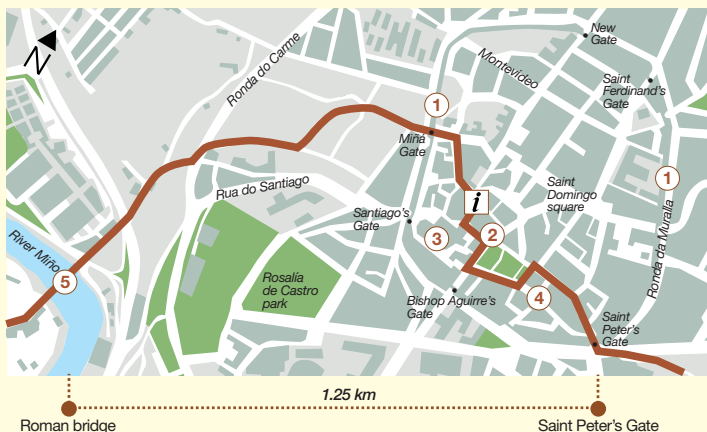 N
Ronda do Carme
Montevideo
New
Gate
Saint
Ferdinand's
Gate
1
Miñá
Gate
1
Rua do Santiago
i
Saint
Domingo
square
Santiago's
Gate
2
3
River Miño
5
Rosalía
de Castro
park
Bishop Aguirre's
Gate
4
Ronda da Muralla
Saint
Peter's
Gate
1.25 km
Roman bridge
Saint Peter's Gate